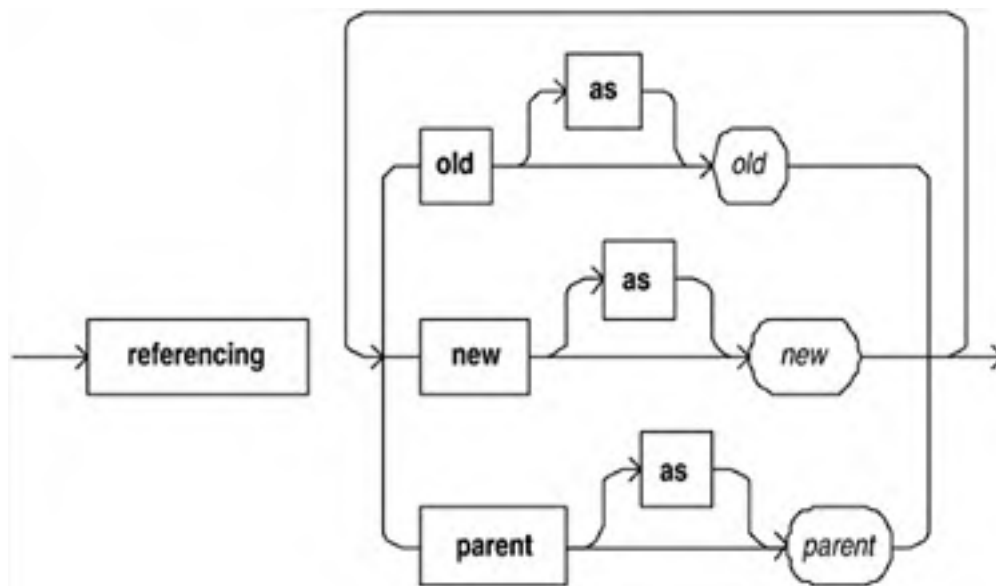 as
old old
as
referencing new new
as
parent parent